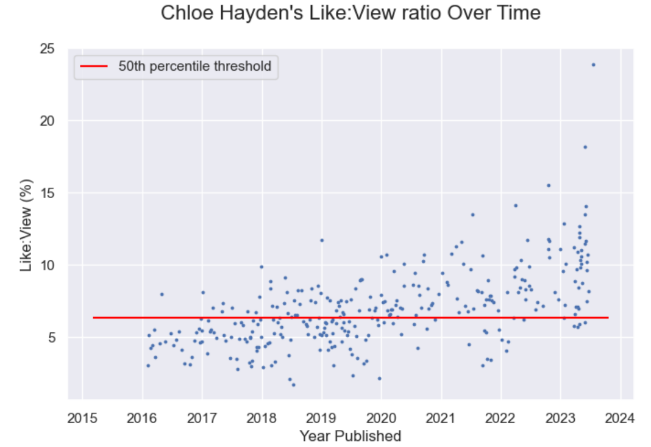 Chloe Hayden's Like:View ratio Over Time
25
50th percentile threshold
20
15
10
5
Like:View (%)
2015 2016 2017 2018 2019 2020 2021 2022 2023 2024
Year Published